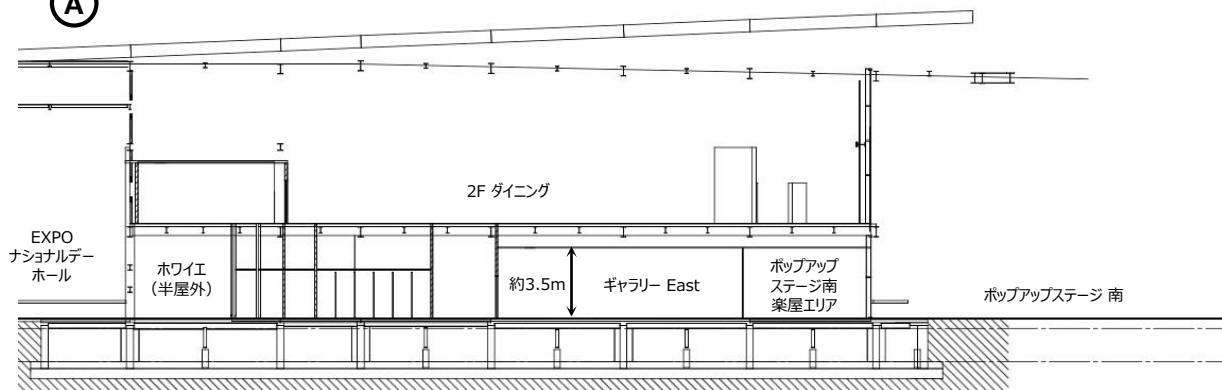 A
2F ダイニング
EXPO
ナショナルデー
ホール
ホワイエ
(半屋外)
約3.5m
ギャラリー East
ポップアップ
ステージ南
楽屋エリア
ポップアップステージ 南